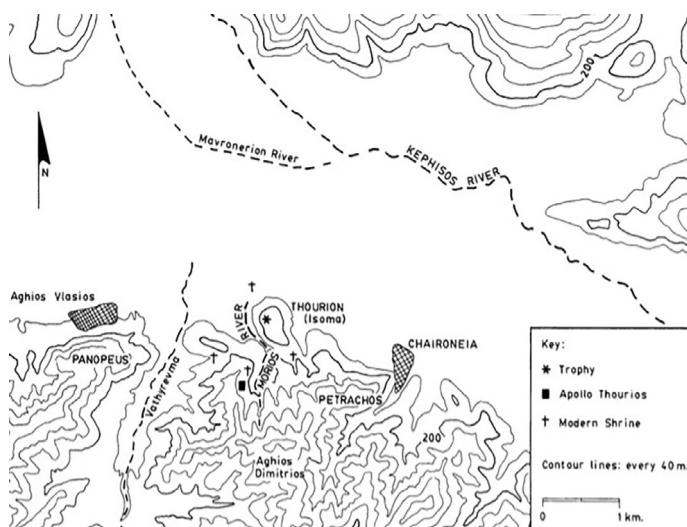 200
Mavronerion River
KEPHISOS RIVER
N
Aghios Vlasios
THOURION
(Isoma)
RIVER
CHAIRONEIA
PANOPEUS
MORIOS
Vathyrevma
PETRACHOS
200
Aghios
Dimitrios
Key:
* Trophy
■ Apollo Thourios
† Modern Shrine
Contour lines: every 40 m.
0 1 km.